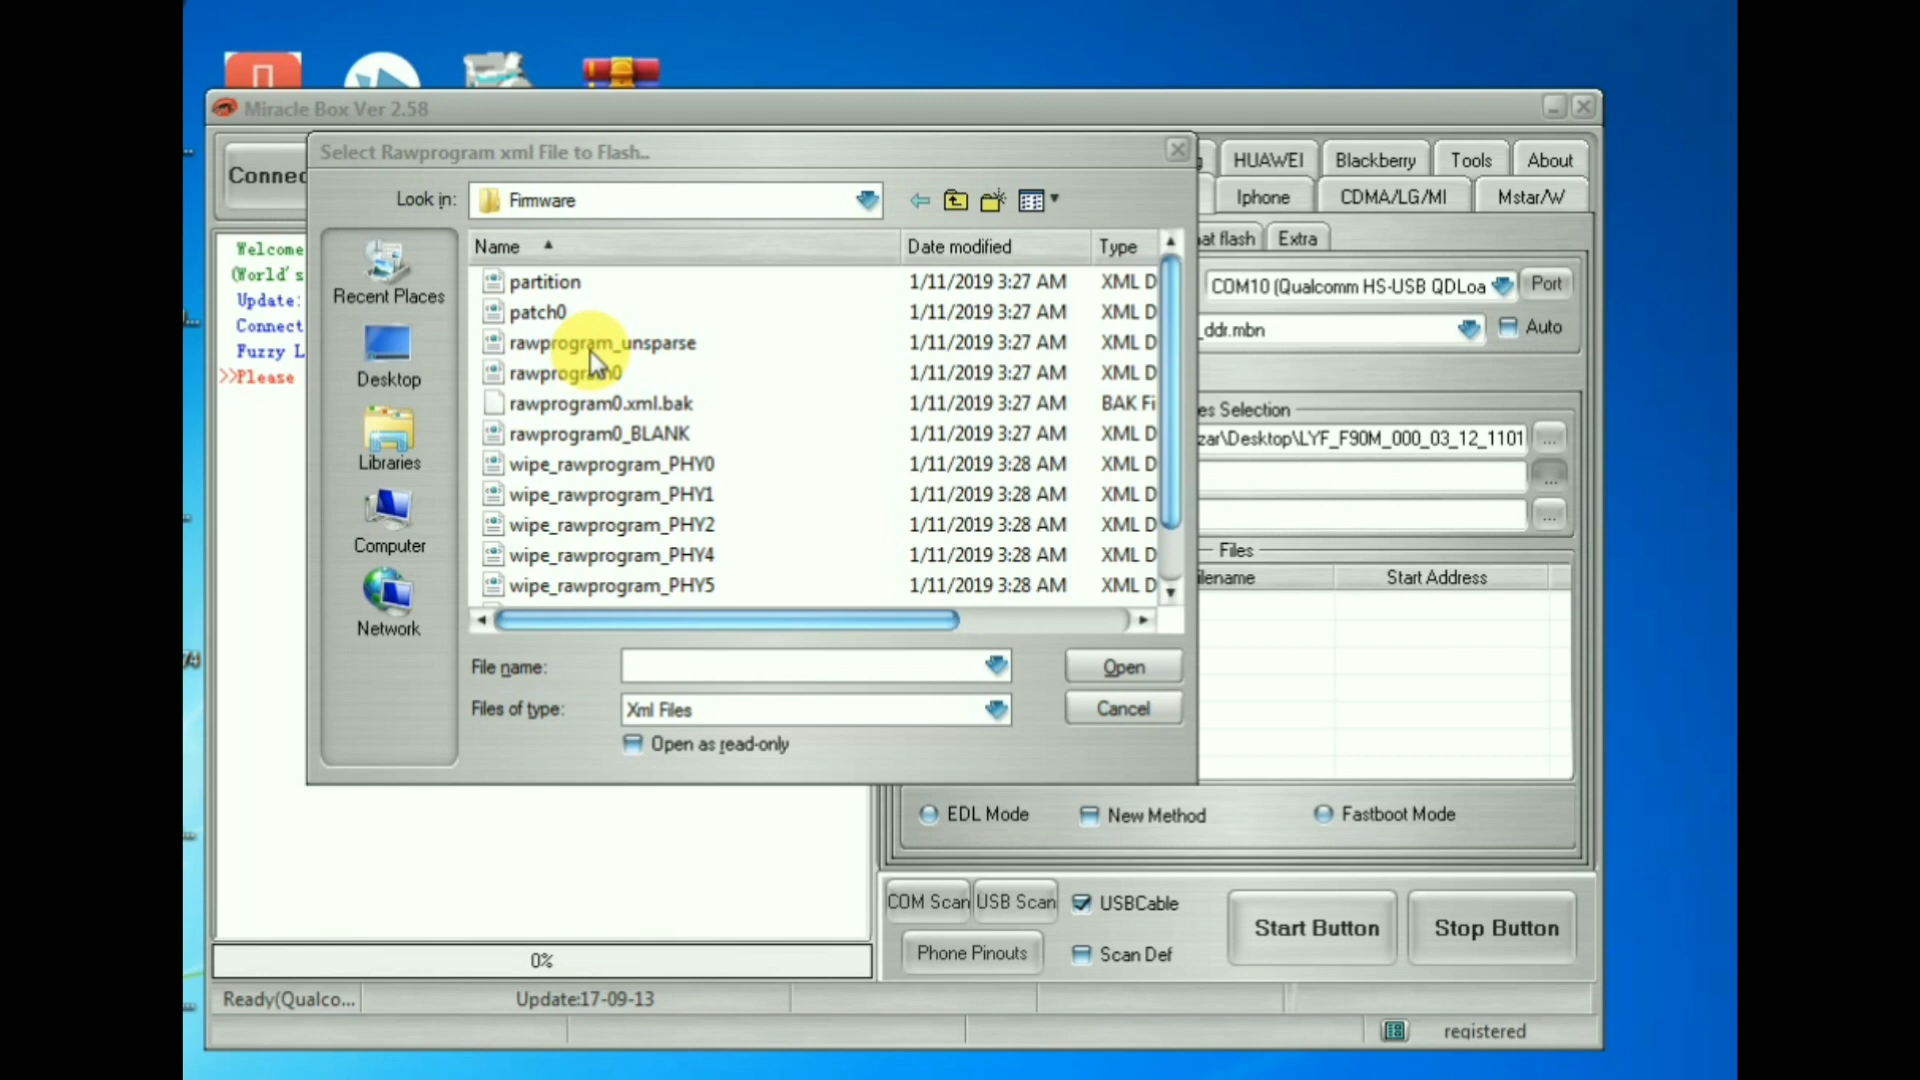 Miracle Box Ver 2.58
Connec
Select Rawprogram xml File to Flash..
HUAWEI
Blackberry
Tools
About
Iphone
CDMA/LG/MI
Mstar/W
Look in:
Firmware
Name
Date modified
Type
at flash
Extra
Welcome
(World's
Update:
Connect
Fuzzy L
>>Please
Recent Places
Desktop
Libraries
Computer
Network
partition 1/11/2019 3:27 AM XML D
patch0 1/11/2019 3:27 AM XML D
rawprogram_unsparse 1/11/2019 3:27 AM XML D
rawprogram0 1/11/2019 3:27 AM XML D
rawprogram0.xml.bak 1/11/2019 3:27 AM BAK Fi
rawprogram0_BLANK 1/11/2019 3:27 AM XML D
wipe_rawprogram_PHY0 1/11/2019 3:28 AM XML D
wipe_rawprogram_PHY1 1/11/2019 3:28 AM XML D
wipe_rawprogram_PHY2 1/11/2019 3:28 AM XML D
wipe_rawprogram_PHY4 1/11/2019 3:28 AM XML D
wipe_rawprogram_PHY5 1/11/2019 3:28 AM XML D
File name:
Open
Files of type:
Xml Files
Cancel
Open as read-only
COM10 (Qualcomm HS-USB QDLoa
Port
_ddr.mbn
Auto
es Selection
zar\Desktop\LYF_F90M_000_03_12_1101
...
...
...
Files
ilename
Start Address
EDL Mode
New Method
Fastboot Mode
COM Scan
USB Scan
USBCable
Start Button
Stop Button
Phone Pinouts
Scan Def
0%
Ready(Qualco...
Update:17-09-13
registered